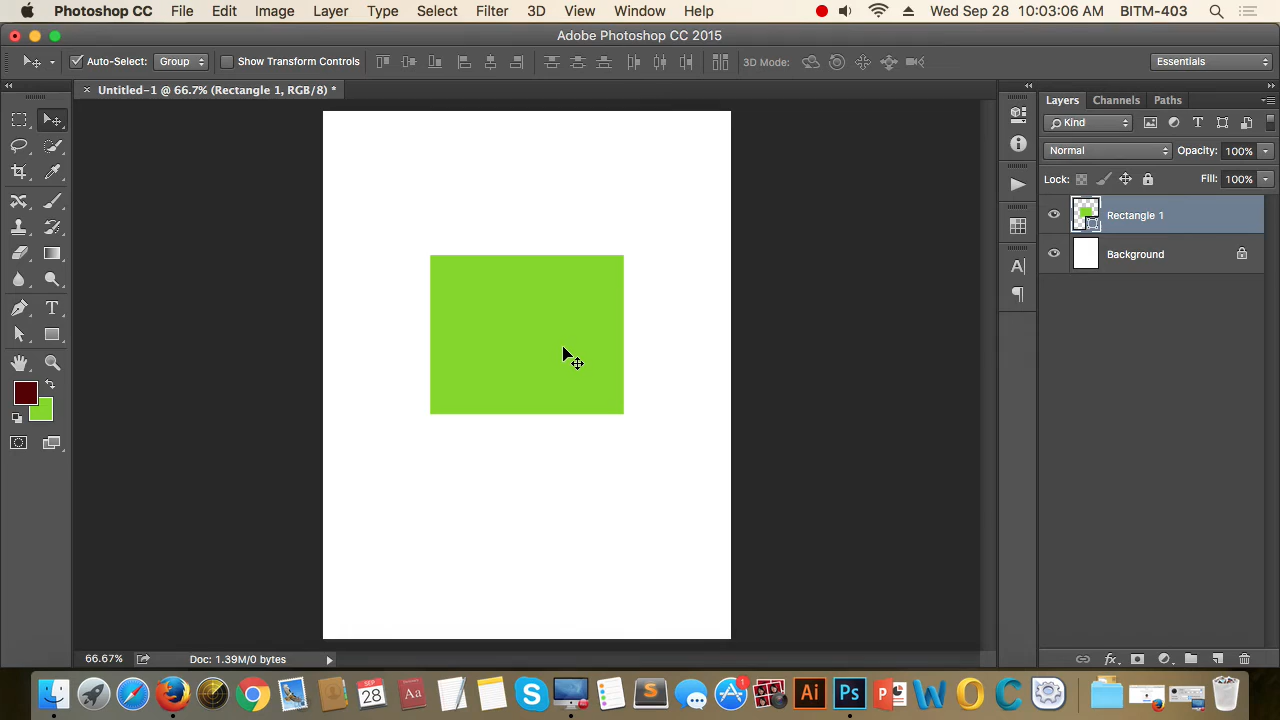 Photoshop CC File Edit Image Layer Type Select Filter 3D View Window Help Wed Sep 28 10:03:06 AM BITM-403
Adobe Photoshop CC 2015
Auto-Select: Group Show Transform Controls 3D Mode: Essentials
Untitled-1 @ 66.7% (Rectangle 1, RGB/8) *
Layers Channels Paths
Kind
Normal Opacity: 100%
Lock: Fill: 100%
Rectangle 1
Background
66.67% Doc: 1.39M/0 bytes
SEP
28
Aa
S
Ai
Ps
P
W
O
C